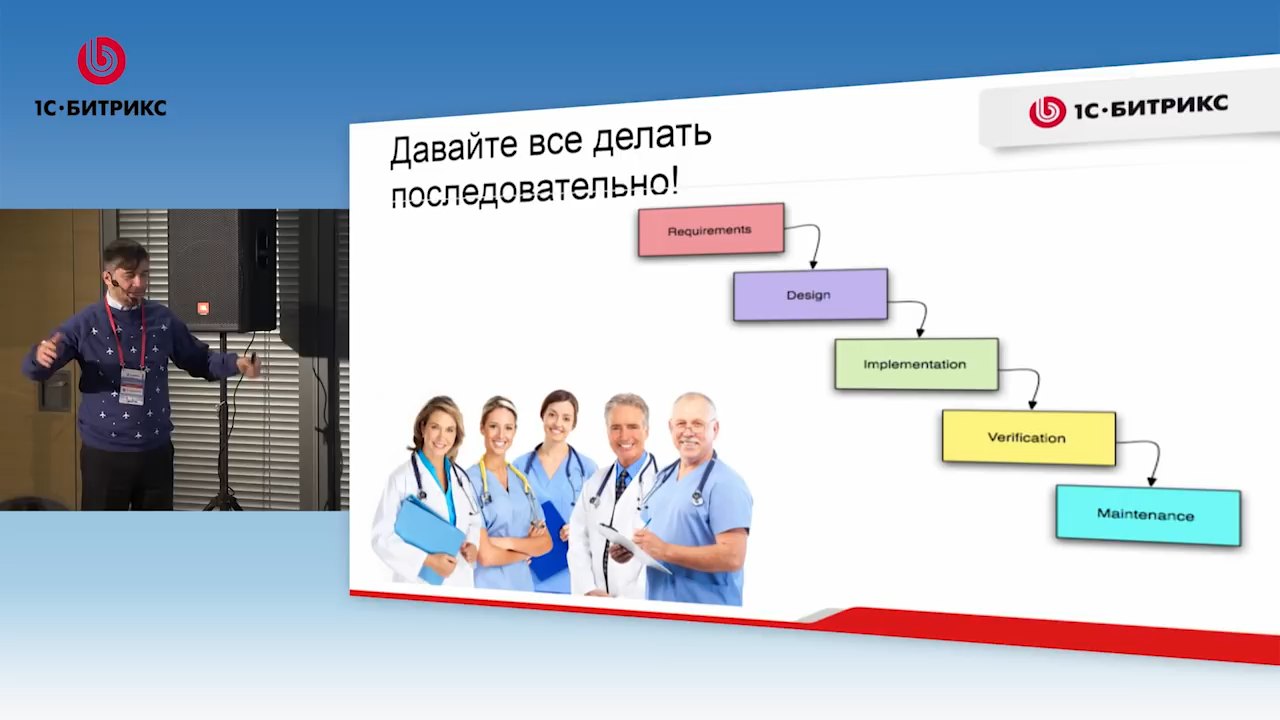 1С·БИТРИКС
1С·БИТРИКС
Давайте все делать
последовательно!
Requirements
Design
Implementation
Verification
Maintenance